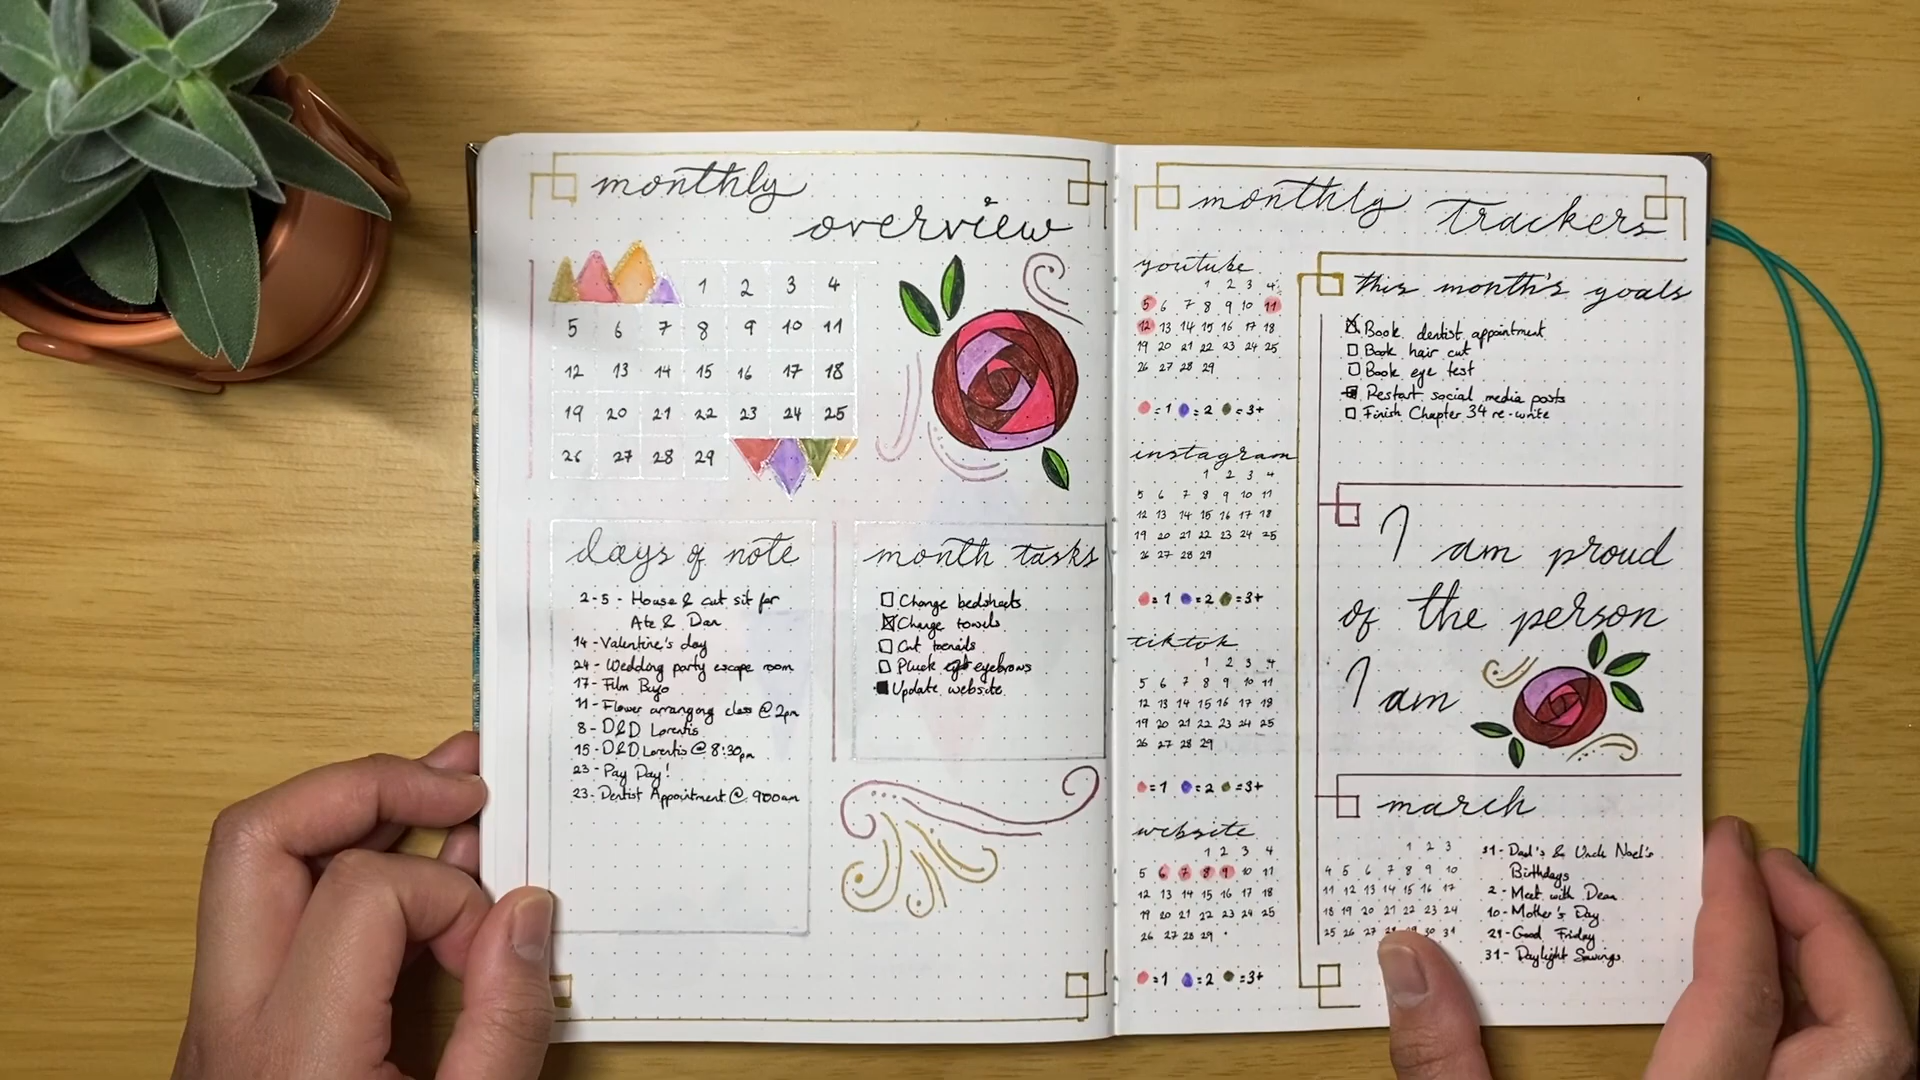 monthly
overview
1 2 3 4
5 6 7 8 9 10 11
12 13 14 15 16 17 18
19 20 21 22 23 24 25
26 27 28 29
days of note
2-5 - House & cat sit for
Ate & Dan
14 - Valentine's day
24 - Wedding party escape room
17 - Film Bujo
11 - Flower arranging class @ 2pm
8 - D&D Lorentis
15 - D&D Lorentis @ 8:30pm
23 - Pay Day!
23 - Dentist Appointment @ 900am
month tasks
Change bedsheets
Change towels
Cut toenails
Pluck eyebrows
Update website
monthly trackers
youtube
1 2 3 4
5 6 7 8 9 10 11
12 13 14 15 16 17 18
19 20 21 22 23 24 25
26 27 28 29
=1 =2 =3+
instagram
1 2 3 4
5 6 7 8 9 10 11
12 13 14 15 16 17 18
19 20 21 22 23 24 25
26 27 28 29
=1 =2 =3+
tiktok
1 2 3 4
5 6 7 8 9 10 11
12 13 14 15 16 17 18
19 20 21 22 23 24 25
26 27 28 29
=1 =2 =3+
website
1 2 3 4
5 6 7 8 9 10 11
12 13 14 15 16 17 18
19 20 21 22 23 24 25
26 27 28 29
=1 =2 =3+
this month's goals
Book dentist appointment
Book hair cut
Book eye test
Restart social media posts
Finish Chapter 34 re-write
I am proud
of the person
I am
march
1 2 3
4 5 6 7 8 9 10
11 12 13 14 15 16 17
18 19 20 21 22 23 24
25 26 27 30 31
31 - Dad's & Uncle Noel's
Birthdays
2 - Meet with Dean
10 - Mother's Day
29 - Good Friday
31 - Daylight Savings